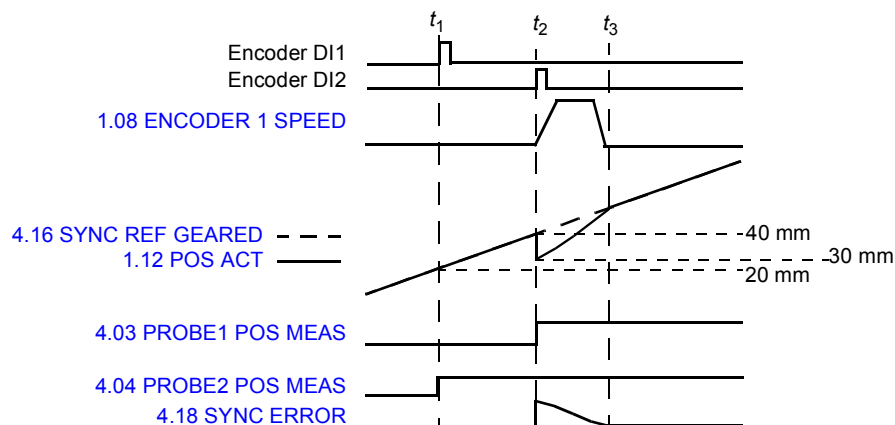 t1 t2 t3
Encoder DI1
Encoder DI2
1.08 ENCODER 1 SPEED
4.16 SYNC REF GEARED
40 mm
1.12 POS ACT
30 mm
20 mm
4.03 PROBE1 POS MEAS
4.04 PROBE2 POS MEAS
4.18 SYNC ERROR